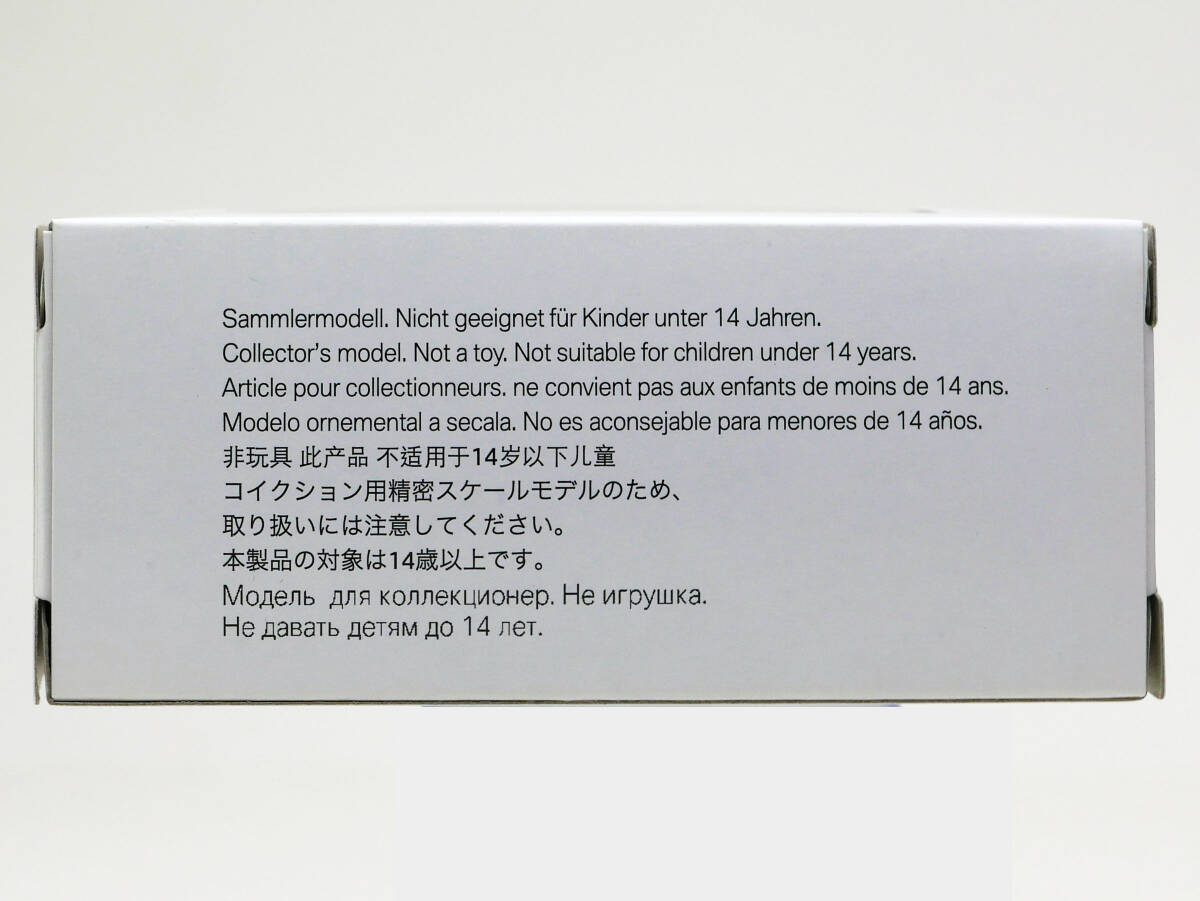 Sammlermodell. Nicht geeignet für Kinder unter 14 Jahren.
Collector's model. Not a toy. Not suitable for children under 14 years.
Article pour collectionneurs. ne convient pas aux enfants de moins de 14 ans.
Modelo ornemental a secala. No es aconsejable para menores de 14 años.
非玩具 此产品 不适用于14岁以下儿童
コイクション用精密スケールモデルのため、
取り扱いには注意してください。
本製品の対象は14歳以上です。
Модель для коллекционер. Не игрушка.
Не давать детям до 14 лет.